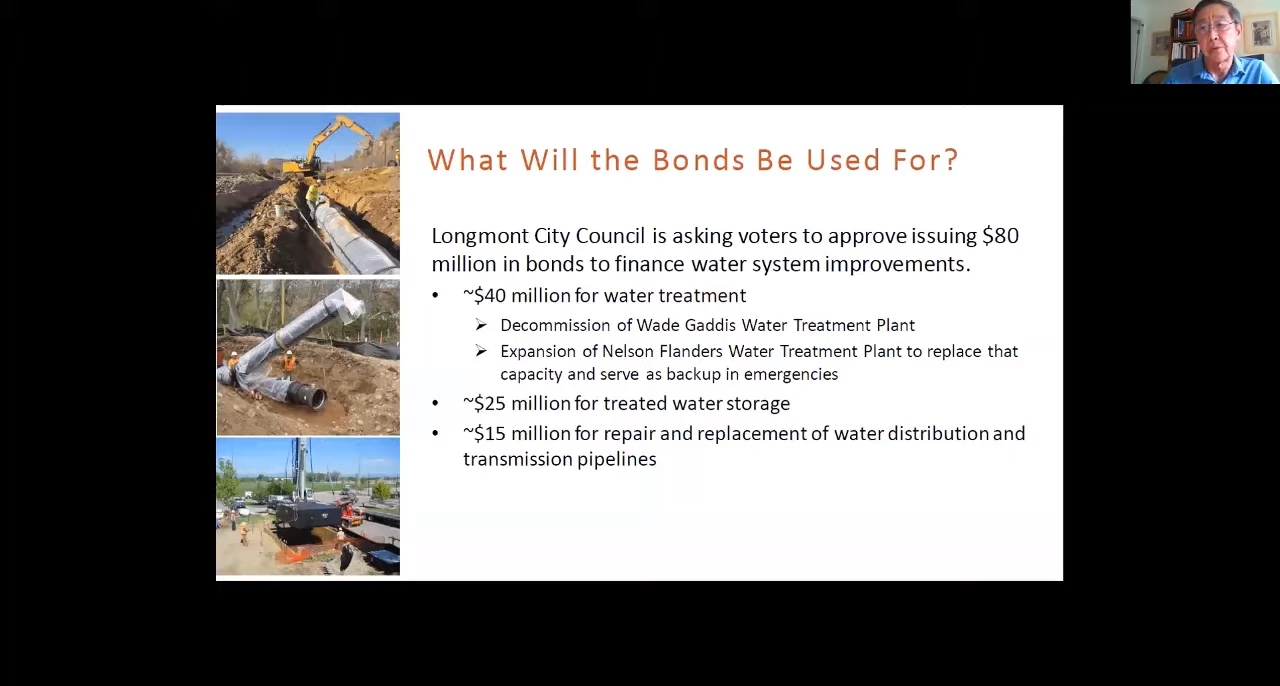 What Will the Bonds Be Used For?
Longmont City Council is asking voters to approve issuing $80
million in bonds to finance water system improvements.
• ~$40 million for water treatment
➢ Decommission of Wade Gaddis Water Treatment Plant
➢ Expansion of Nelson Flanders Water Treatment Plant to replace that
capacity and serve as backup in emergencies
• ~$25 million for treated water storage
• ~$15 million for repair and replacement of water distribution and
transmission pipelines